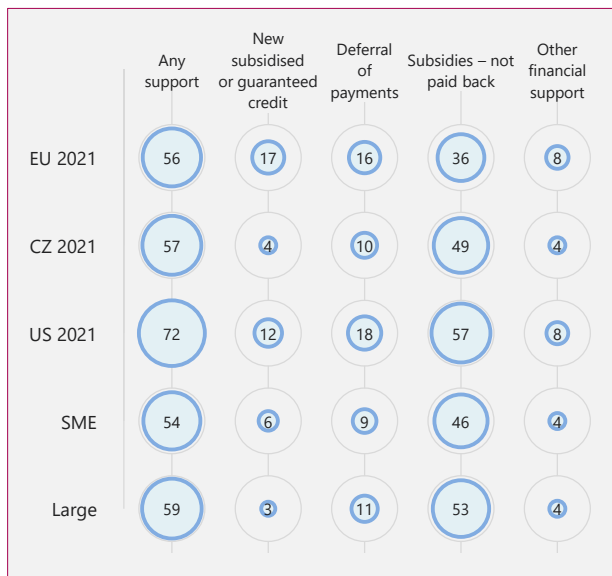 Any
support
New
subsidised
or guaranteed
credit
Deferral
of
payments
Subsidies – not
paid back
Other
financial
support
EU 2021 56 17 16 36 8
CZ 2021 57 4 10 49 4
US 2021 72 12 18 57 8
SME 54 6 9 46 4
Large 59 3 11 53 4